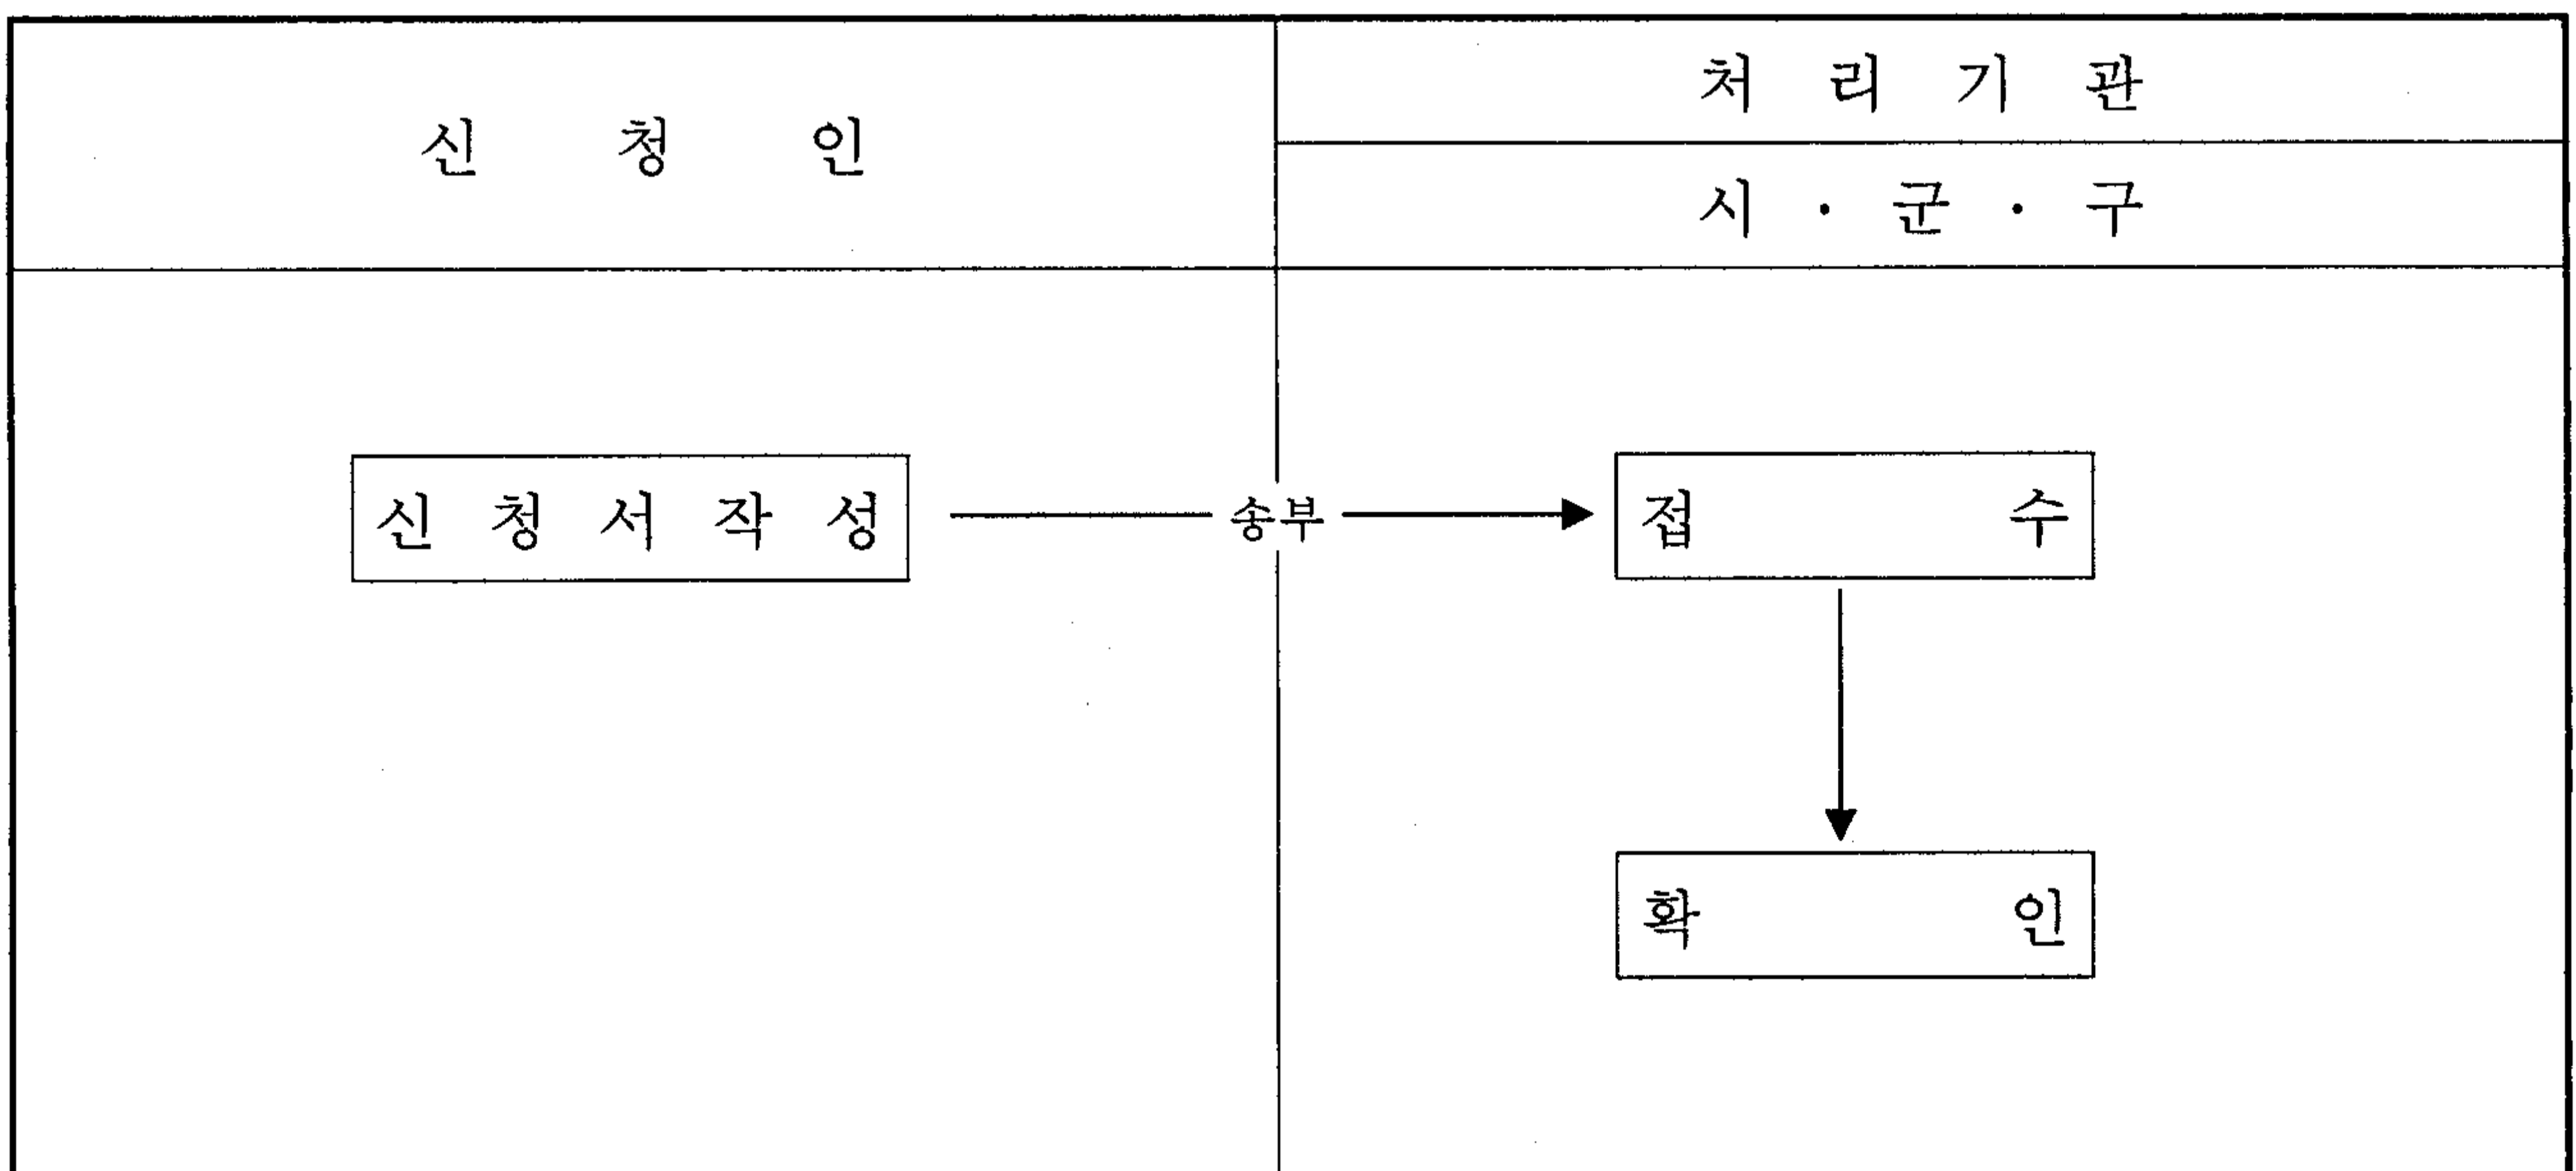 신 청 인
처 리 기 관
시 · 군 · 구
신 청 서 작 성
송부
접 수
확 인